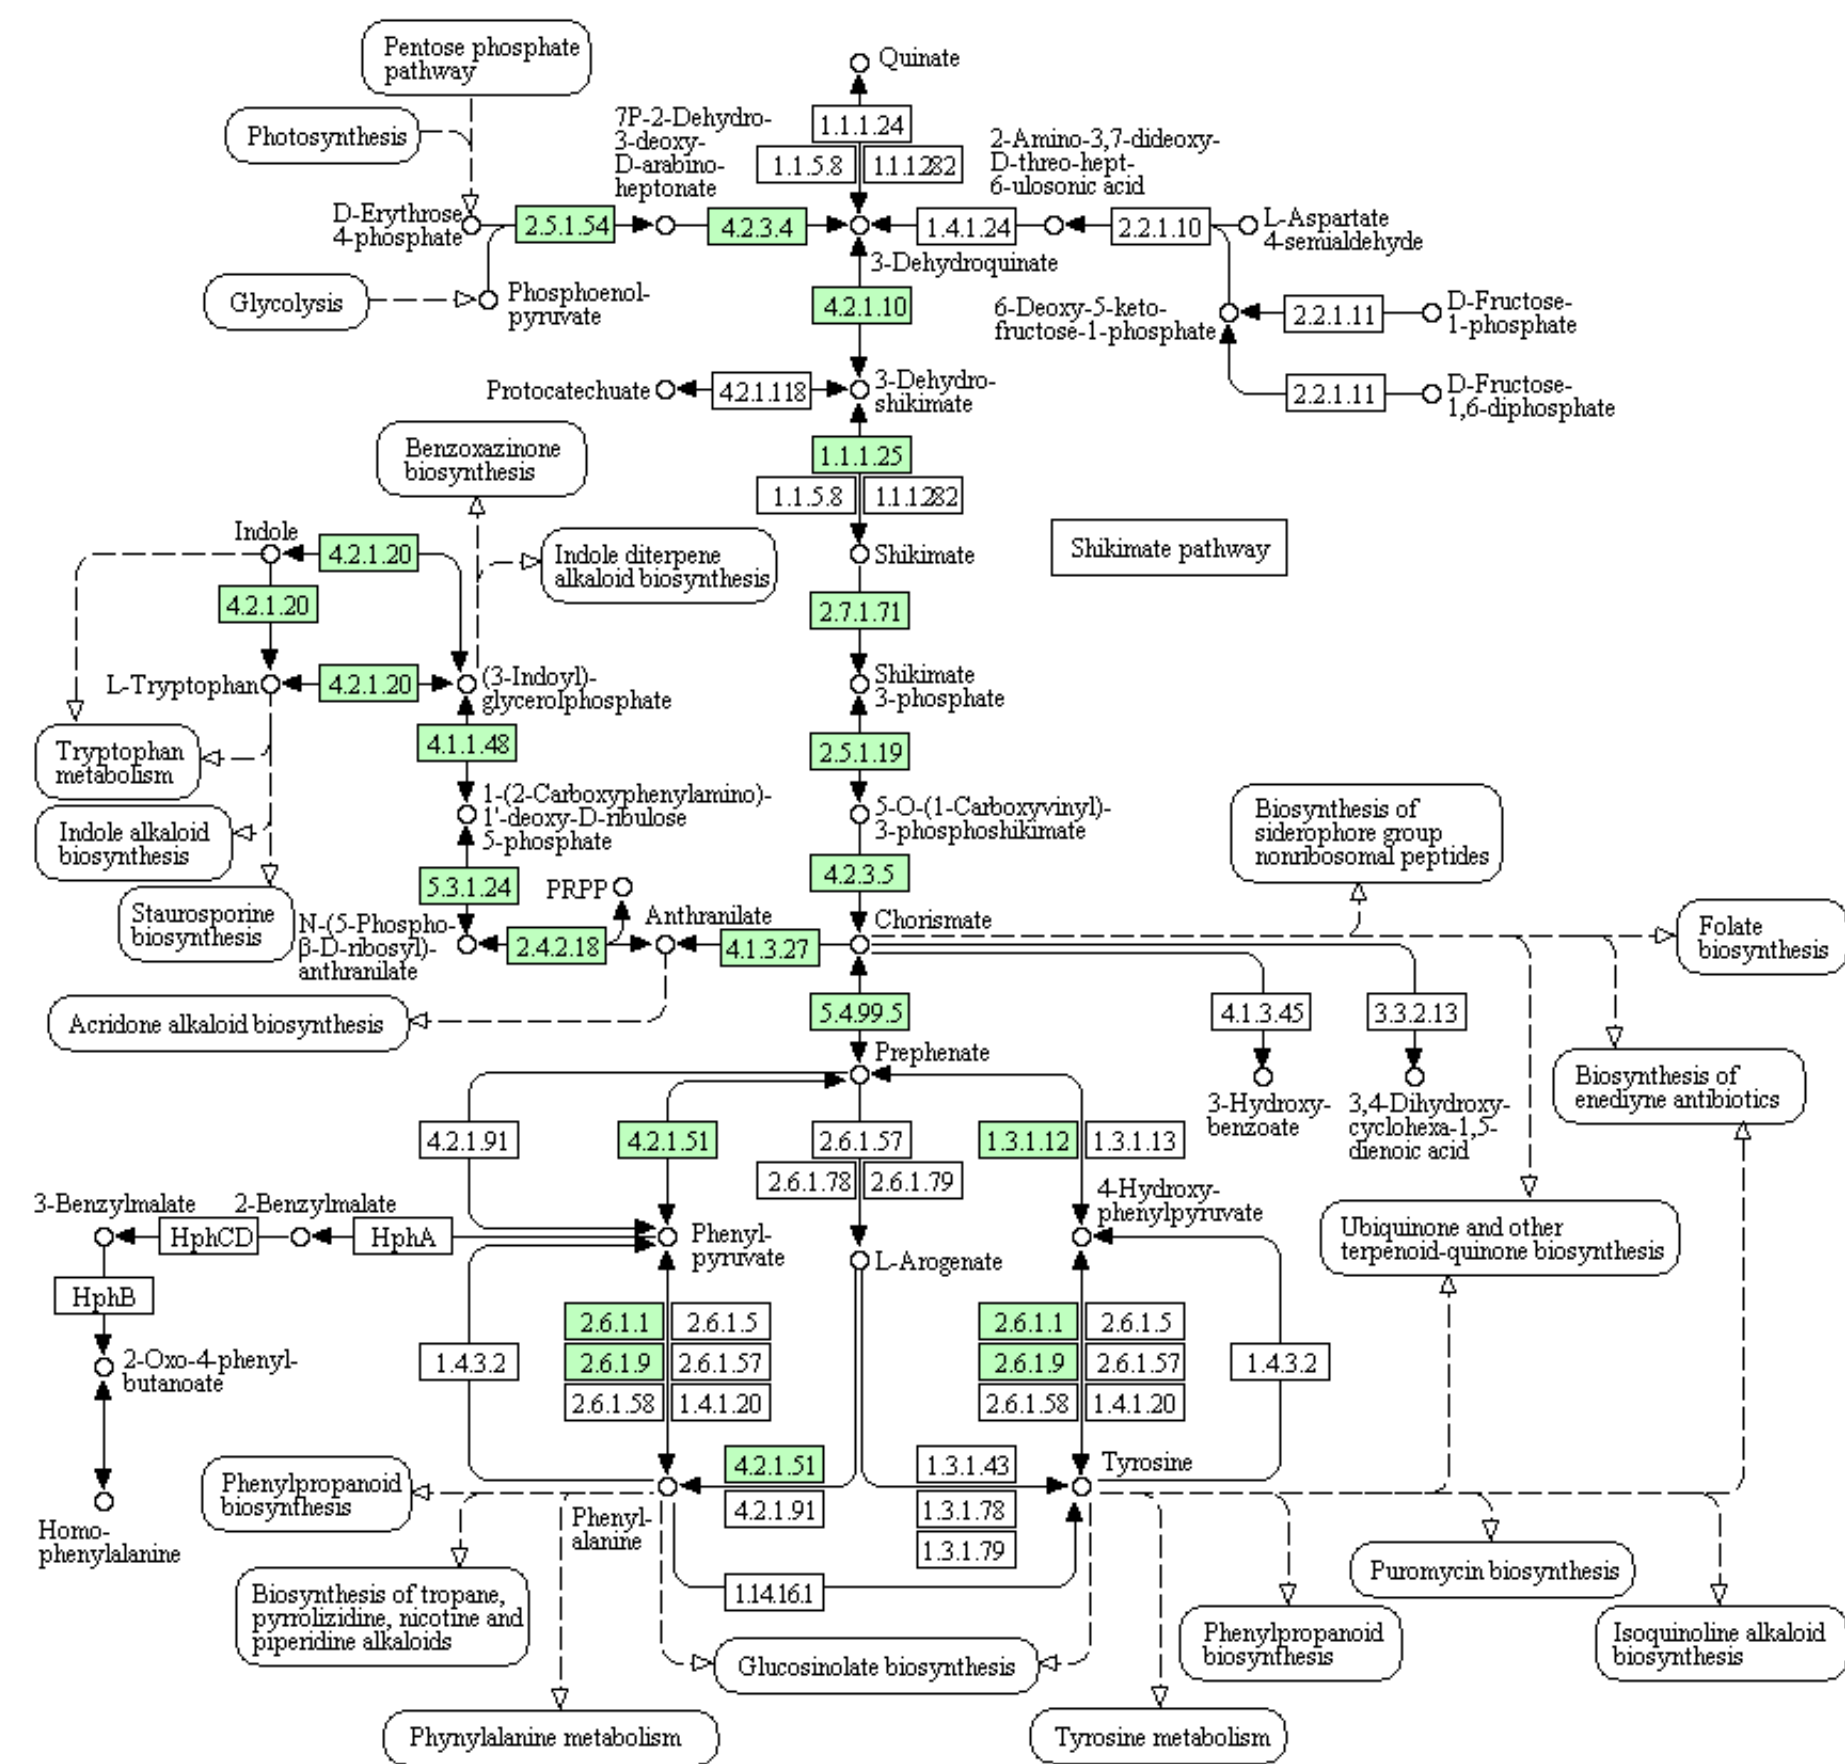 Pentose phosphate
pathway
Quinate
Photosynthesis
7P-2-Dehydro-
3-deoxy-
D-arabino-
heptonate
1.1.1.24
1.1.5.8
1.1.1.282
2-Amino-3,7-dideoxy-
D-threo-hept-
6-ulosonic acid
D-Erythrose
4-phosphate
2.5.1.54
4.2.3.4
1.4.1.24
2.2.1.10
L-Aspartate
4-semialdehyde
3-Dehydroquinate
Glycolysis
Phosphoenol-
pyruvate
4.2.1.10
6-Deoxy-5-keto-
fructose-1-phosphate
2.2.1.11
D-Fructose-
1-phosphate
Protocatechuate
4.2.1.118
3-Dehydro-
shikimate
2.2.1.11
D-Fructose-
1,6-diphosphate
Benzoxazinone
biosynthesis
1.1.1.25
1.1.5.8
1.1.1.282
Indole
4.2.1.20
Indole diterpene
alkaloid biosynthesis
Shikimate
Shikimate pathway
4.2.1.20
2.7.1.71
L-Tryptophan
4.2.1.20
(3-Indoyl)-
glycerolphosphate
Shikimate
3-phosphate
Tryptophan
metabolism
4.1.1.48
2.5.1.19
1-(2-Carboxyphenylamino)-
1'-deoxy-D-ribulose
5-phosphate
5-O-(1-Carboxyvinyl)-
3-phosphoshikimate
Biosynthesis of
siderophore group
nonribosomal peptides
Indole alkaloid
biosynthesis
5.3.1.24
PRPP
4.2.3.5
Staurosporine
biosynthesis
N-(5-Phospho-
β-D-ribosyl)-
anthranilate
2.4.2.18
Anthranilate
4.1.3.27
Chorismate
Folate
biosynthesis
Acridone alkaloid biosynthesis
5.4.99.5
4.1.3.45
3.3.2.13
Prephenate
3-Hydroxy-
benzoate
3,4-Dihydroxy-
cyclohexa-1,5-
dienoic acid
Biosynthesis of
enediyne antibiotics
4.2.1.91
4.2.1.51
2.6.1.57
2.6.1.78
2.6.1.79
1.3.1.12
1.3.1.13
3-Benzylmalate
2-Benzylmalate
HphCD
HphA
Phenyl-
pyruvate
L-Arogenate
4-Hydroxy-
phenylpyruvate
Ubiquinone and other
terpenoid-quinone biosynthesis
HphB
2.6.1.1
2.6.1.5
2.6.1.1
2.6.1.5
2-Oxo-4-phenyl-
butanoate
1.4.3.2
2.6.1.9
2.6.1.57
2.6.1.9
2.6.1.57
1.4.3.2
2.6.1.58
1.4.1.20
2.6.1.58
1.4.1.20
Phenylpropanoid
biosynthesis
4.2.1.51
1.3.1.43
Tyrosine
4.2.1.91
1.3.1.78
1.3.1.79
Homo-
phenylalanine
Phenyl-
alanine
Puromycin biosynthesis
Biosynthesis of tropane,
pyrrolizidine, nicotine and
piperidine alkaloids
1.14.16.1
Phenylpropanoid
biosynthesis
Isoquinoline alkaloid
biosynthesis
Glucosinolate biosynthesis
Phynylalanine metabolism
Tyrosine metabolism